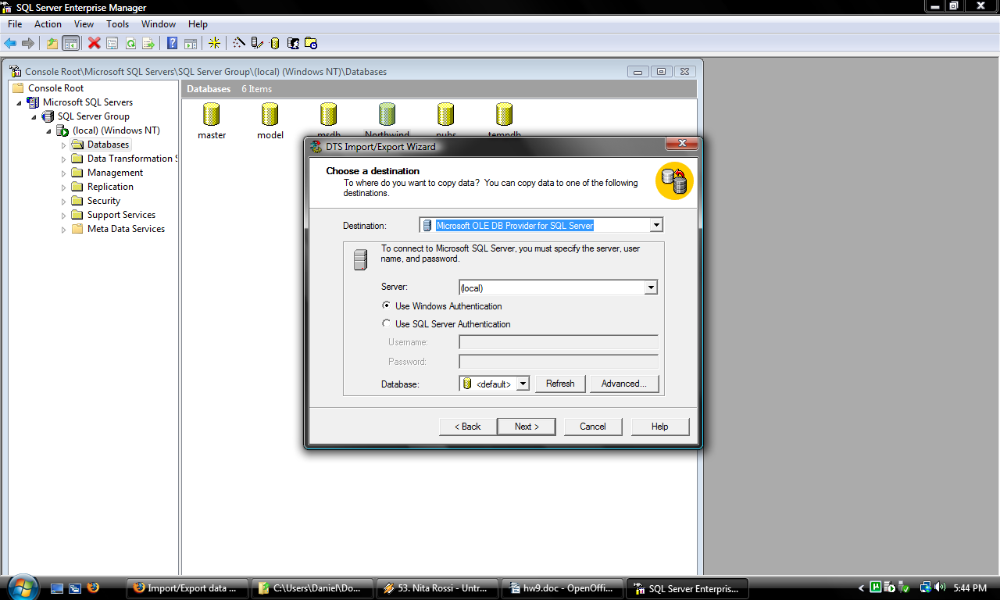 SQL Server Enterprise Manager
File Action View Tools Window Help
Console Root\Microsoft SQL Servers\SQL Server Group\(local) (Windows NT)\Databases
Console Root
Microsoft SQL Servers
SQL Server Group
(local) (Windows NT)
Databases
Data Transformation S
Management
Replication
Security
Support Services
Meta Data Services
Databases 6 Items
master model msdb Northwind pubs tempdb
DTS Import/Export Wizard
Choose a destination
To where do you want to copy data? You can copy data to one of the following
destinations.
Destination: Microsoft OLE DB Provider for SQL Server
To connect to Microsoft SQL Server, you must specify the server, user
name, and password.
Server: (local)
Use Windows Authentication
Use SQL Server Authentication
Username:
Password:
Database: <default> Refresh Advanced...
< Back Next > Cancel Help
Import/Export data ... C:\Users\Daniel\Do... 53. Nita Rossi - Untr... hw9.doc - OpenOffi... SQL Server Enterpris... < 5:44 PM